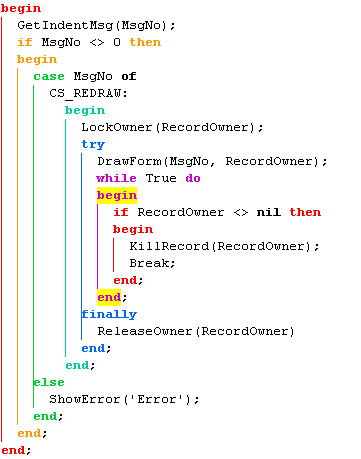 begin
  GetIndentMsg(MsgNo);
  if MsgNo <> 0 then
  begin
    case MsgNo of
      CS_REDRAW:
        begin
          LockOwner(RecordOwner);
          try
            DrawForm(MsgNo, RecordOwner);
            while True do
            begin
              if RecordOwner <> nil then
              begin
                KillRecord(RecordOwner);
                Break;
              end;
            end;
          finally
            ReleaseOwner(RecordOwner)
          end;
        end;
    else
      ShowError('Error');
    end;
  end;
end;